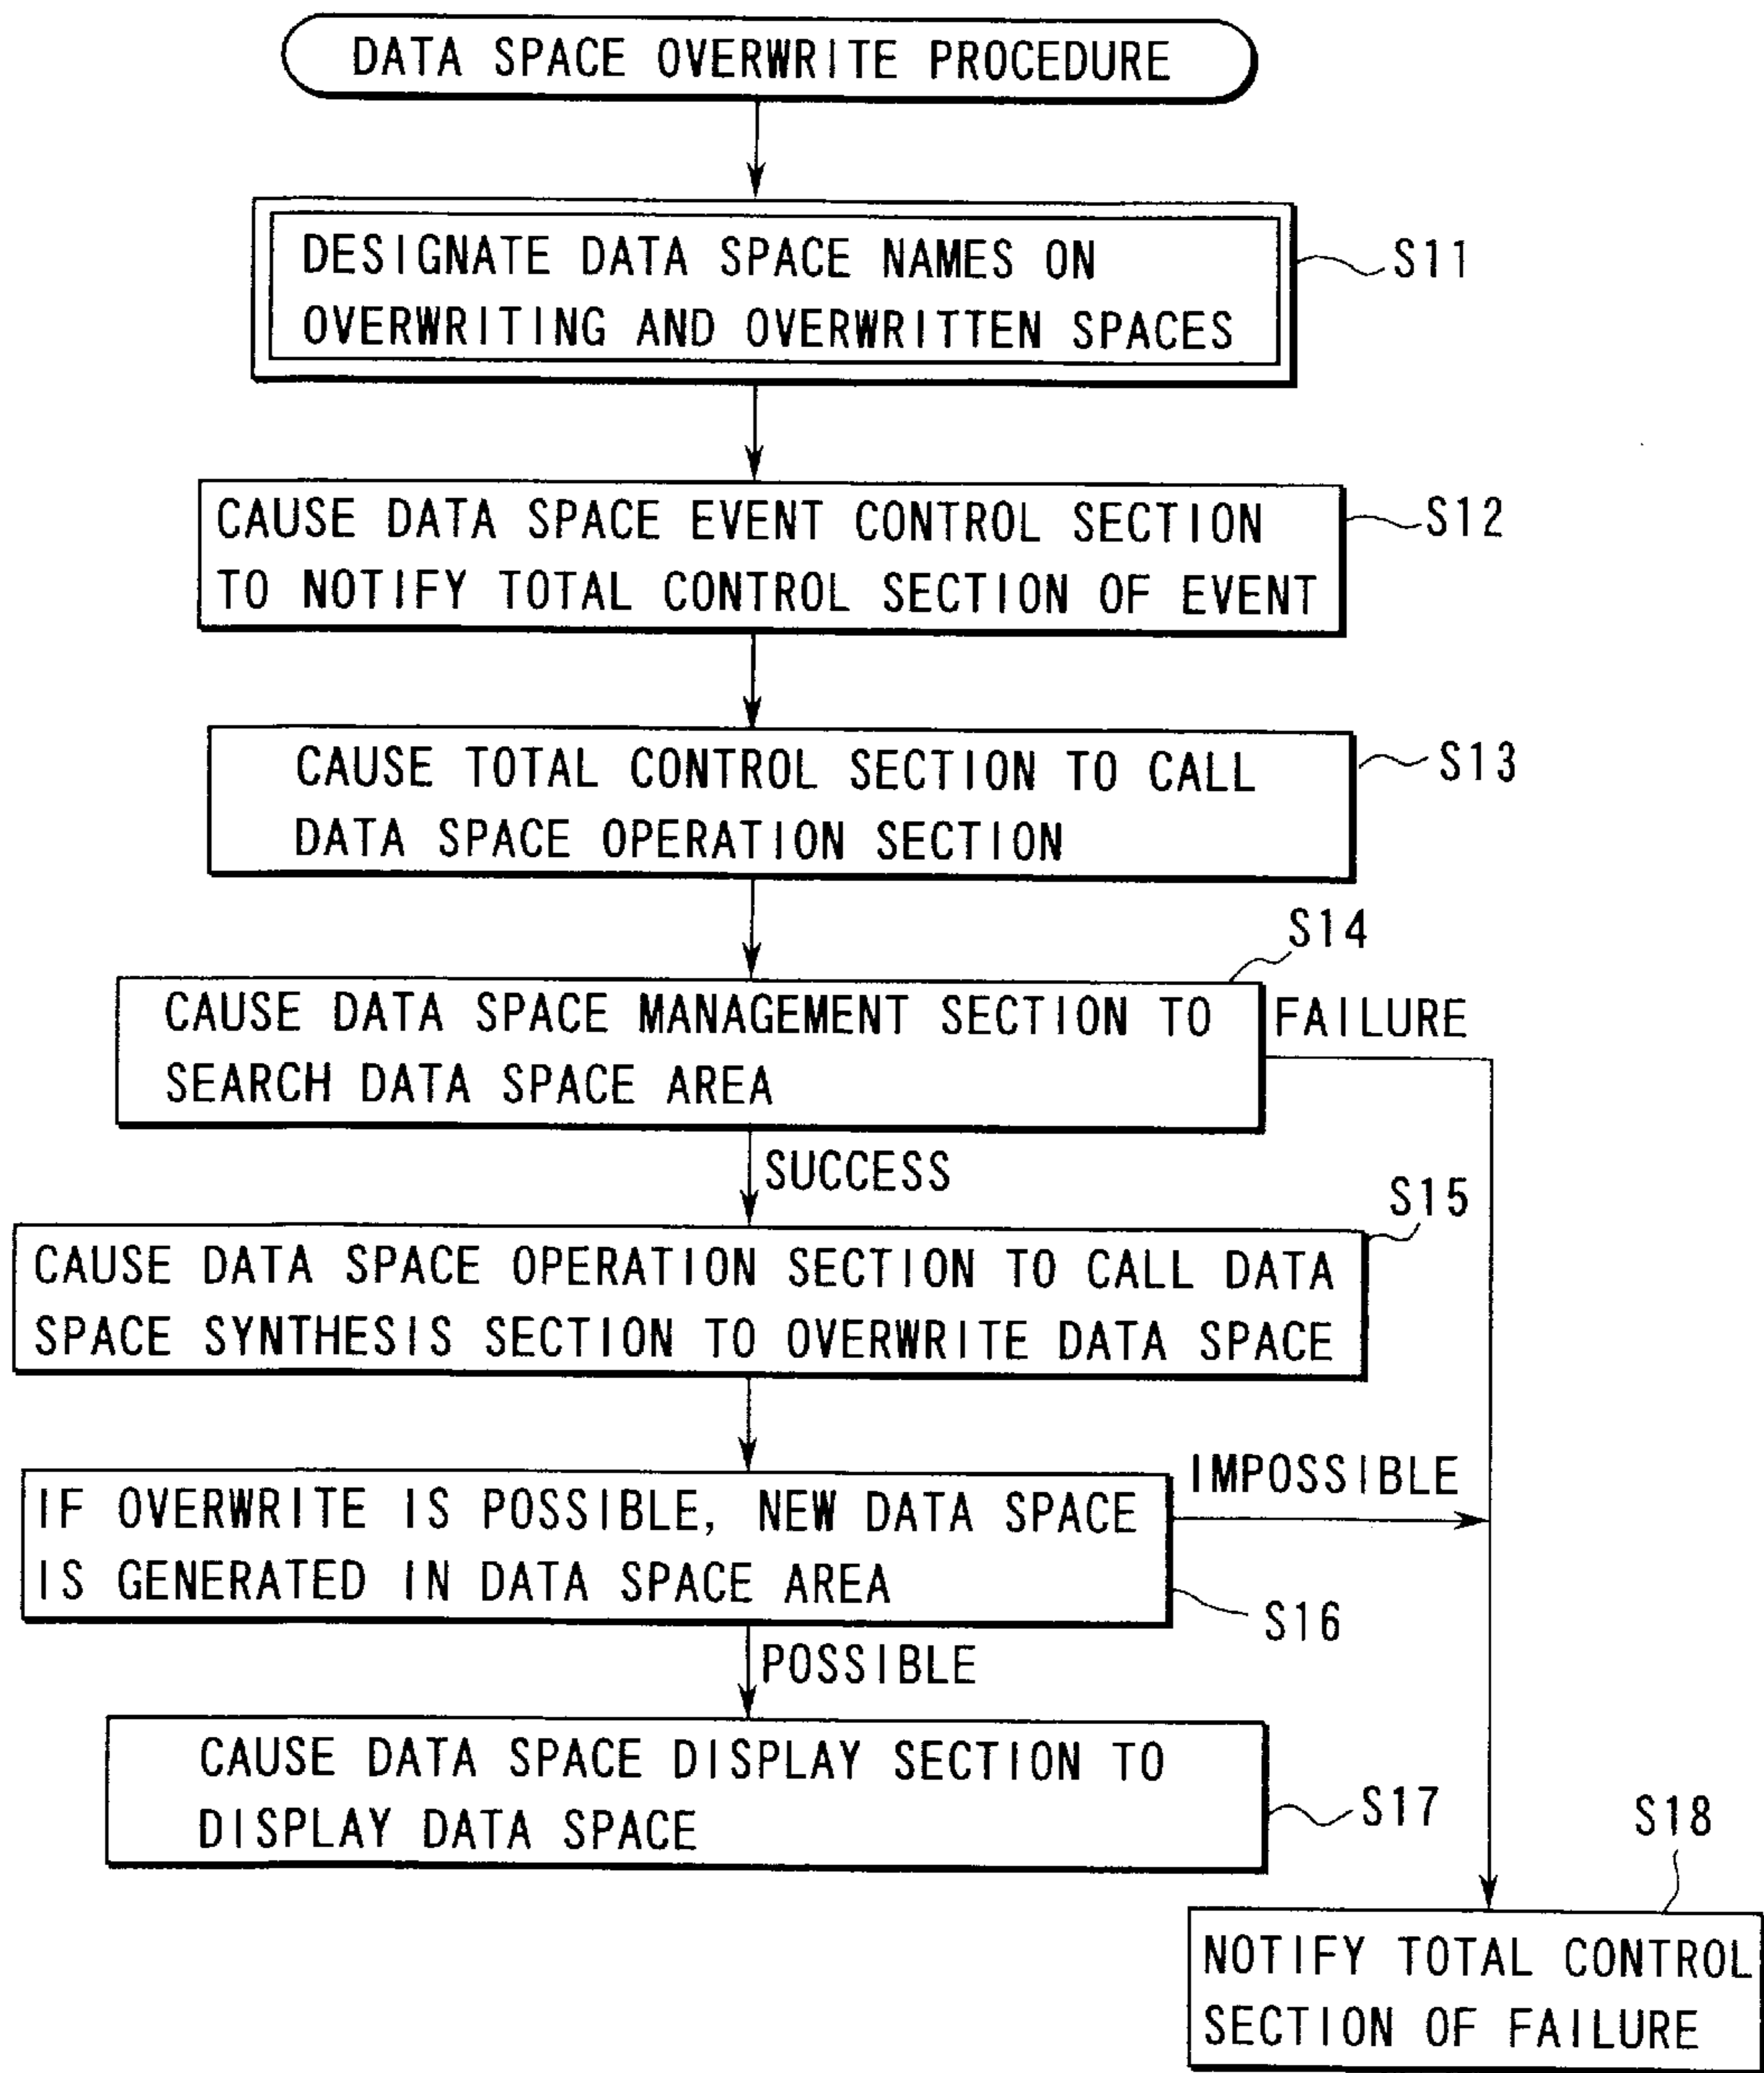 DATA SPACE OVERWRITE PROCEDURE
DESIGNATE DATA SPACE NAMES ON
OVERWRITING AND OVERWRITTEN SPACES
S11
CAUSE DATA SPACE EVENT CONTROL SECTION
TO NOTIFY TOTAL CONTROL SECTION OF EVENT
S12
CAUSE TOTAL CONTROL SECTION TO CALL
DATA SPACE OPERATION SECTION
S13
S14
CAUSE DATA SPACE MANAGEMENT SECTION TO
SEARCH DATA SPACE AREA
FAILURE
SUCCESS
S15
CAUSE DATA SPACE OPERATION SECTION TO CALL DATA
SPACE SYNTHESIS SECTION TO OVERWRITE DATA SPACE
IF OVERWRITE IS POSSIBLE, NEW DATA SPACE
IS GENERATED IN DATA SPACE AREA
IMPOSSIBLE
S16
POSSIBLE
CAUSE DATA SPACE DISPLAY SECTION TO
DISPLAY DATA SPACE
S17
S18
NOTIFY TOTAL CONTROL
SECTION OF FAILURE